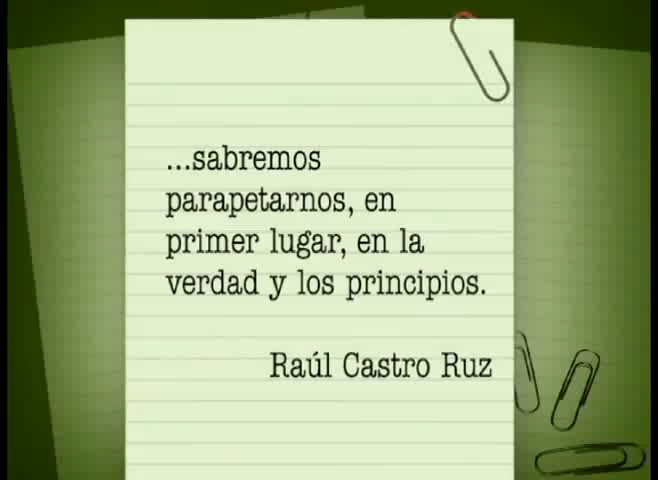 ...sabremos
parapetarnos, en
primer lugar, en la
verdad y los principios.
Raúl Castro Ruz